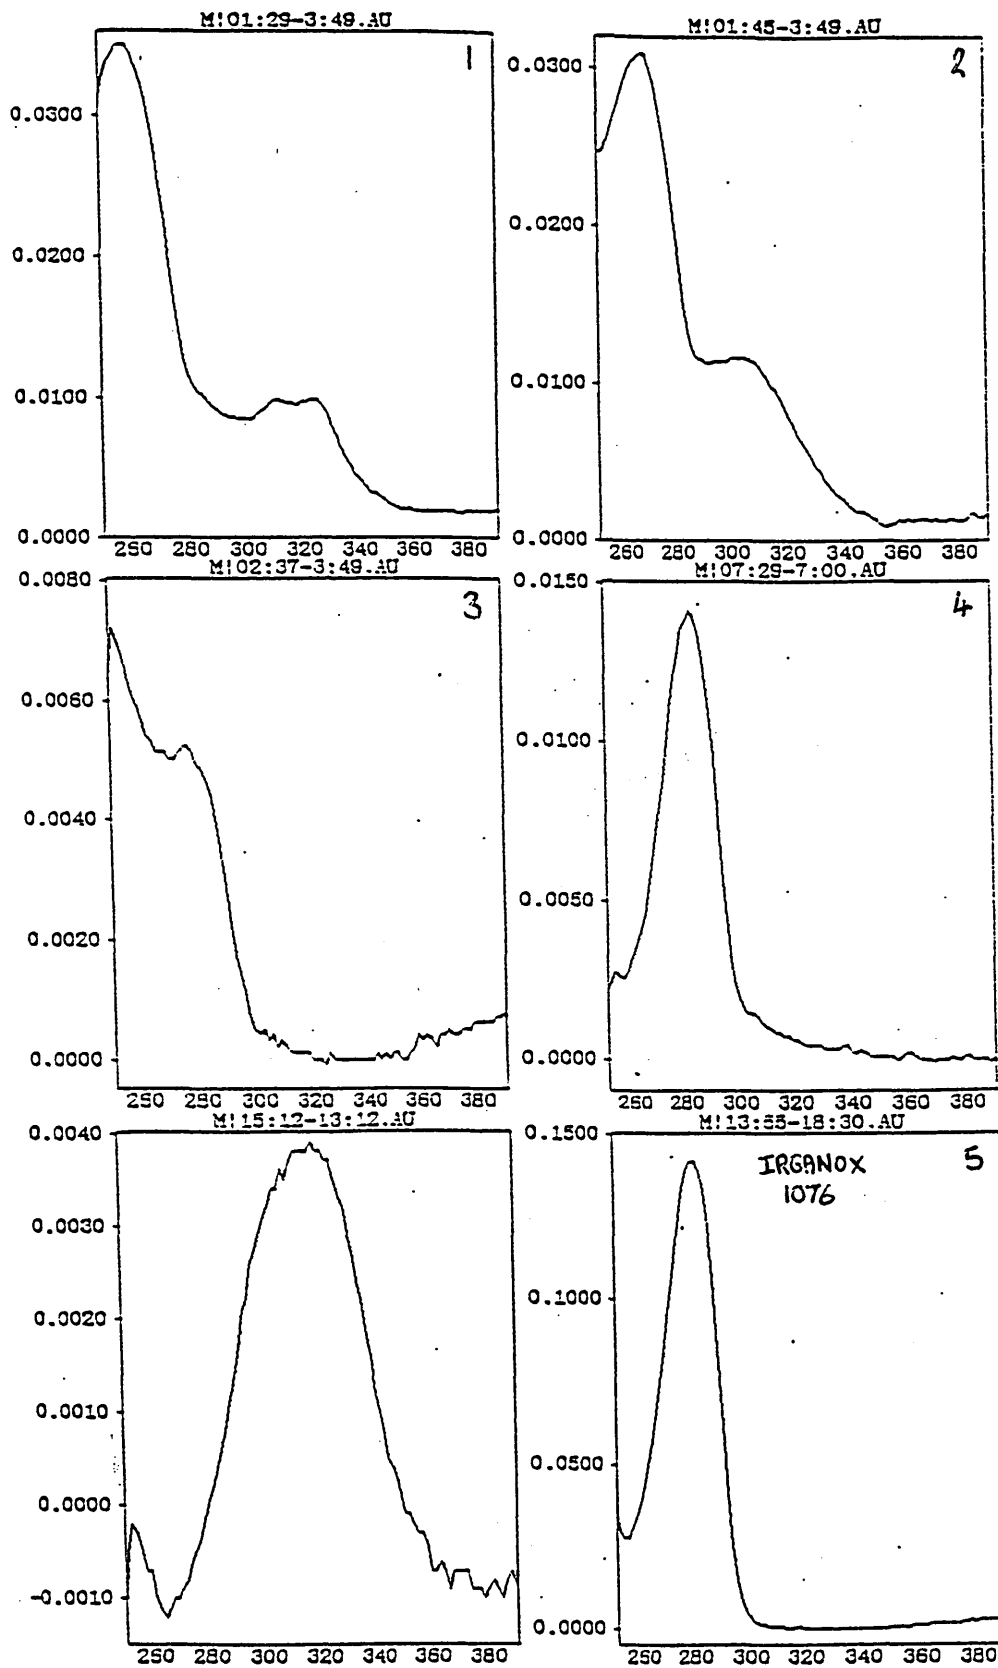 M!01:29-3:49.AU
1
0.0300
0.0200
0.0100
0.0000
260 280 300 320 340 360 380
M!01:45-3:49.AU
2
0.0300
0.0200
0.0100
0.0000
260 280 300 320 340 360 380
M!02:37-3:49.AU
3
0.0080
0.0060
0.0040
0.0020
0.0000
260 280 300 320 340 360 380
M!07:29-7:00.AU
4
0.0150
0.0100
0.0050
0.0000
260 280 300 320 340 360 380
M!15:12-13:12.AU
0.0040
0.0030
0.0020
0.0010
0.0000
-0.0010
260 280 300 320 340 360 380
M!13:55-18:30.AU
IRGANOX
1076
5
0.1500
0.1000
0.0500
0.0000
260 280 300 320 340 360 380